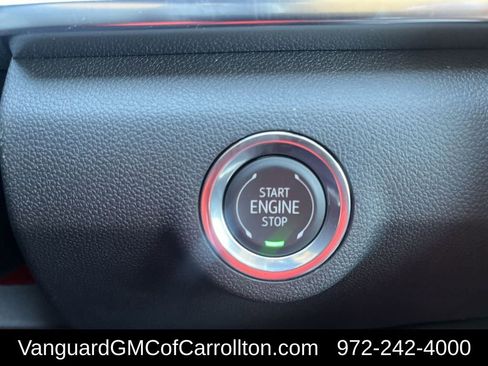 START
ENGINE
STOP
VanguardGMCofCarrollton.com 972-242-4000